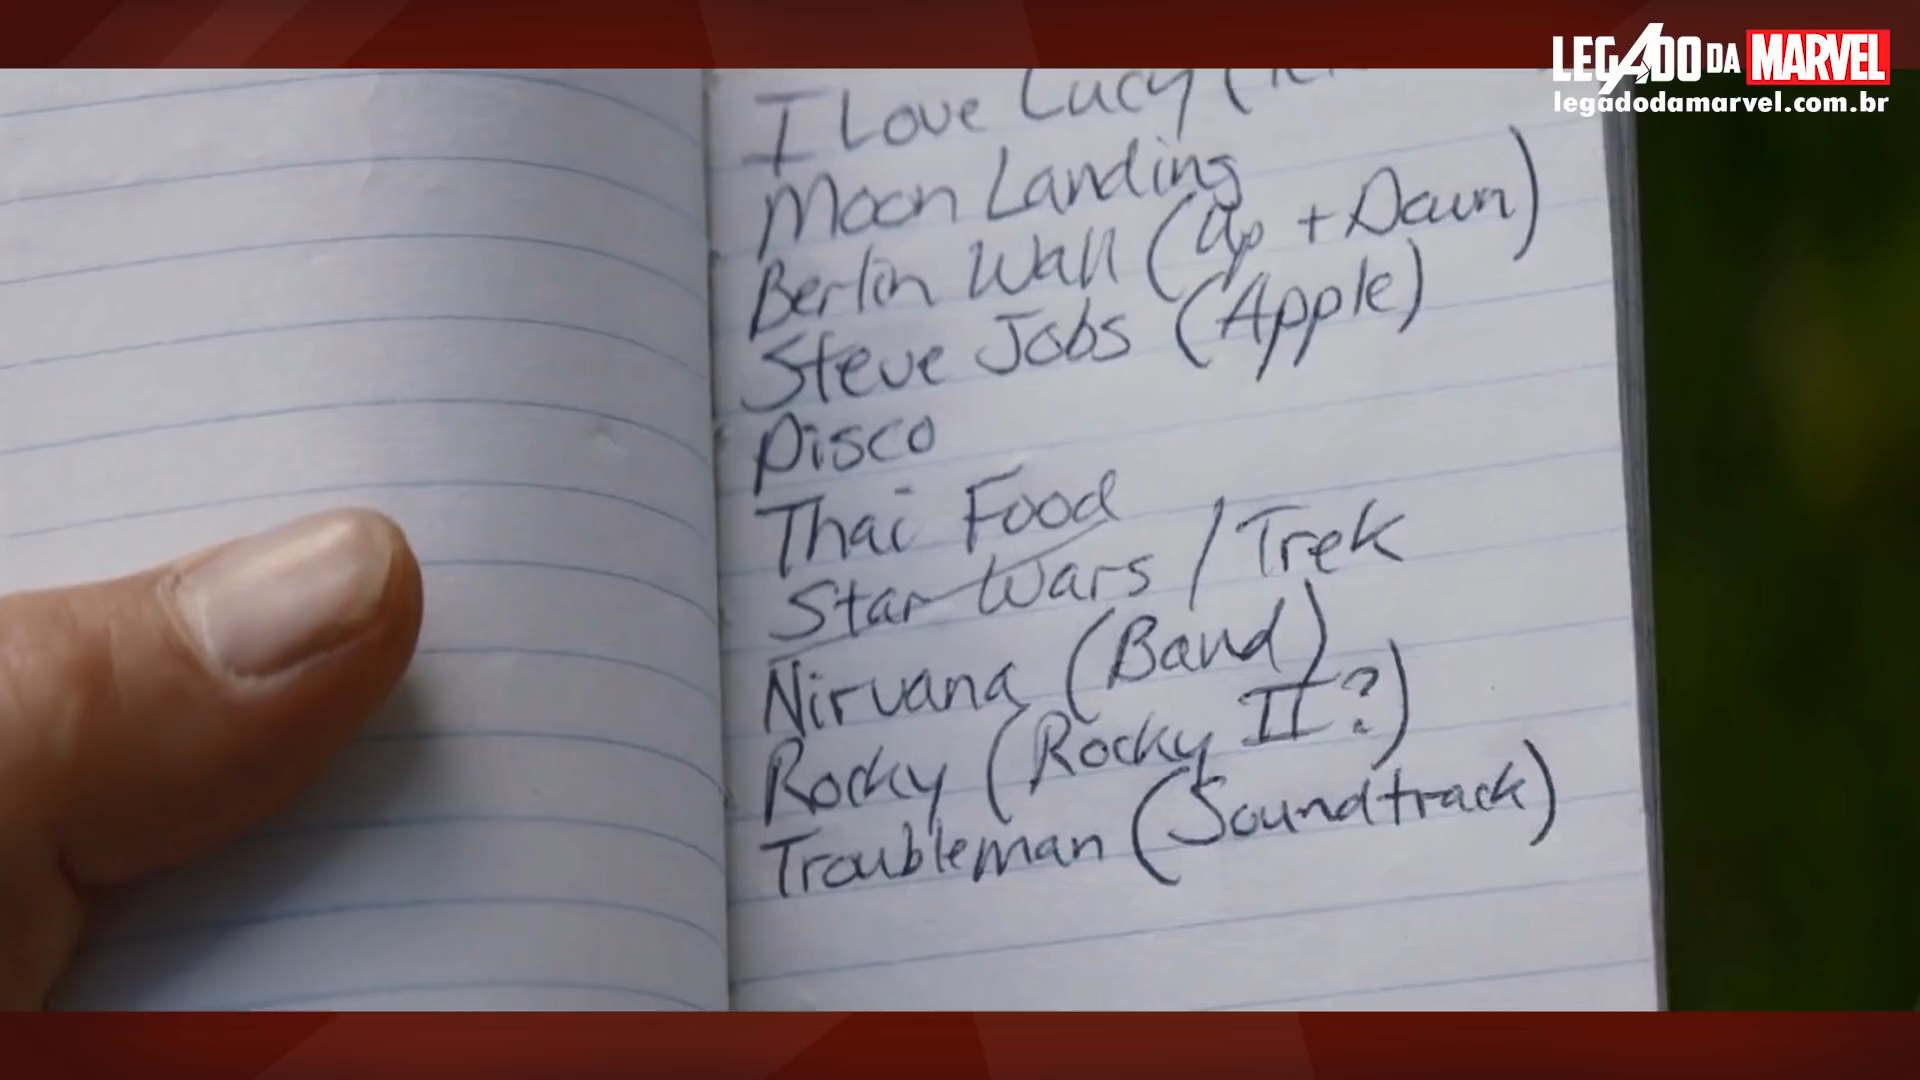 LEGADO DA MARVEL
legadodamarvel.com.br
I Love Lucy
Moon Landing
Berlin Wall (Up + Down)
Steve Jobs (Apple)
Disco
Thai Food
Star Wars / Trek
Nirvana (Band)
Rocky (Rocky II?)
Troubleman (Soundtrack)